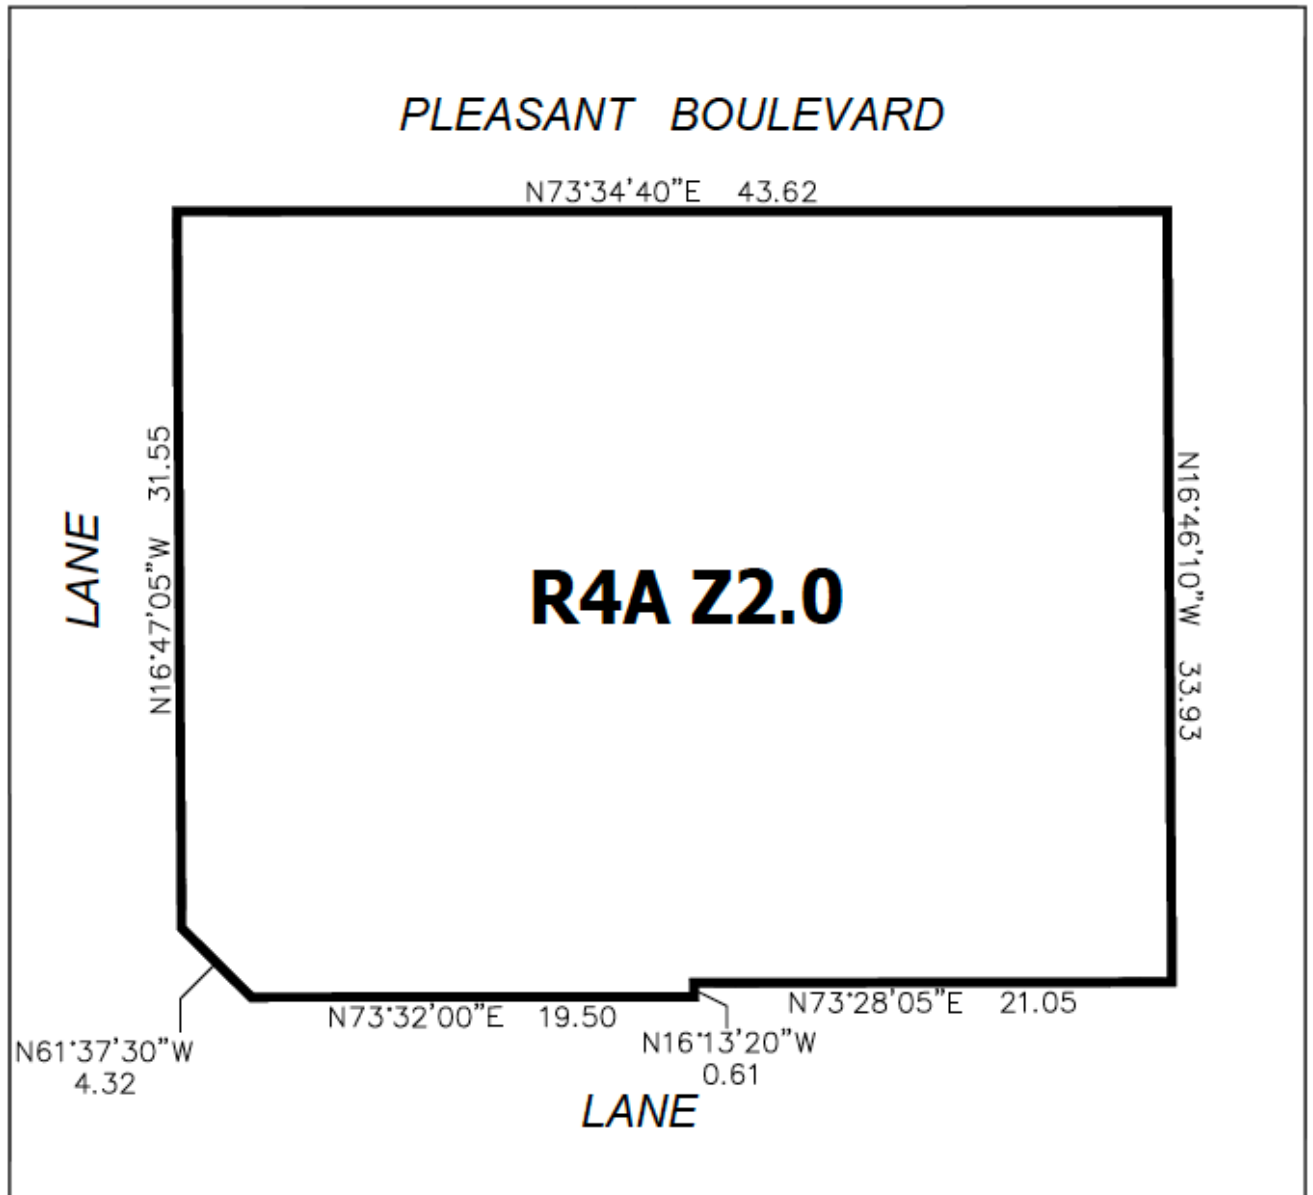 PLEASANT BOULEVARD
N73°34'40"E 43.62
LANE
N16°47'05"W 31.55
R4A Z2.0
N16°46'10"W 33.93
N73°32'00"E 19.50
N73°28'05"E 21.05
N61°37'30"W
4.32
N16°13'20"W
0.61
LANE